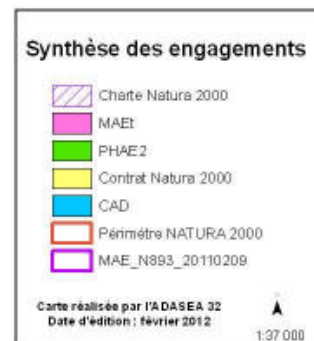 Synthèse des engagements
Charte Natura 2000
MAEt
PHAE2
Contrat Natura 2000
CAD
Périmètre NATURA 2000
MAE_N893_20110209
Carte réalisée par l'ADASEA 32
Date d'édition : février 2012
1:37 000